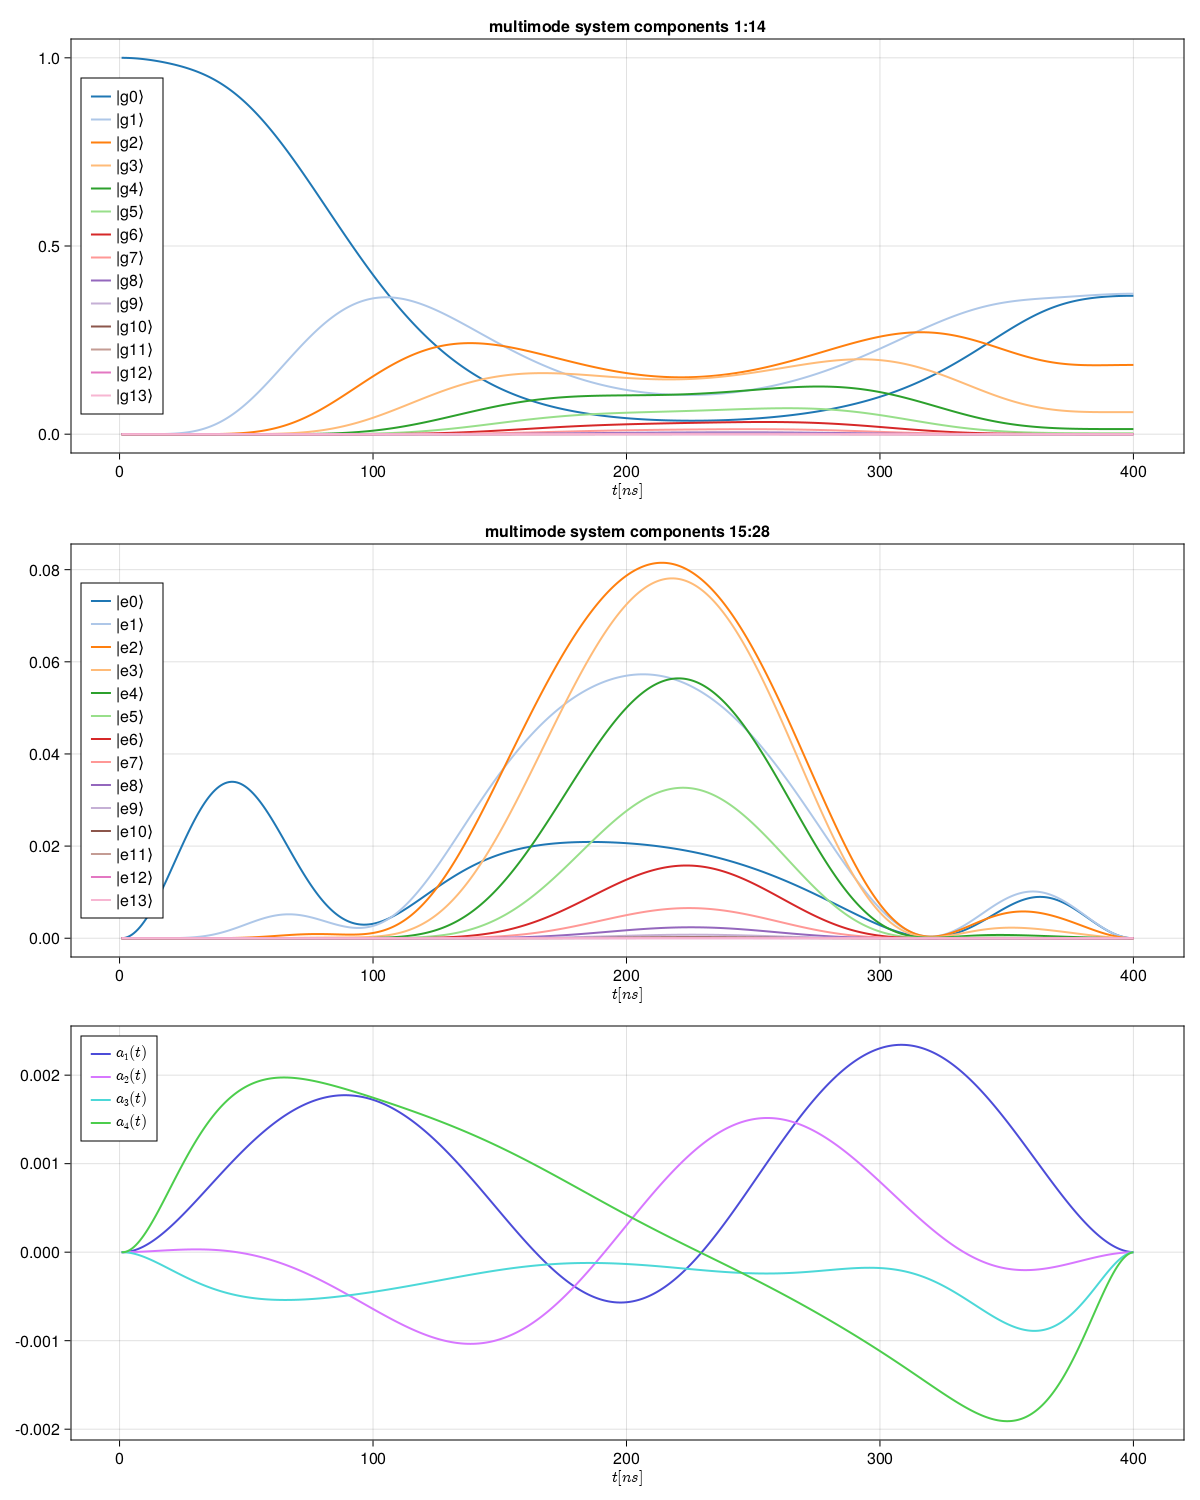 multimode system components 1:14
1.0
0.5
0.0
|g0⟩
|g1⟩
|g2⟩
|g3⟩
|g4⟩
|g5⟩
|g6⟩
|g7⟩
|g8⟩
|g9⟩
|g10⟩
|g11⟩
|g12⟩
|g13⟩
0 100 200 300 400
t[ns]
multimode system components 15:28
0.08
0.06
0.04
0.02
0.00
|e0⟩
|e1⟩
|e2⟩
|e3⟩
|e4⟩
|e5⟩
|e6⟩
|e7⟩
|e8⟩
|e9⟩
|e10⟩
|e11⟩
|e12⟩
|e13⟩
0 100 200 300 400
t[ns]
0.002
0.001
0.000
-0.001
-0.002
a₁(t)
a₂(t)
a₃(t)
a₄(t)
0 100 200 300 400
t[ns]